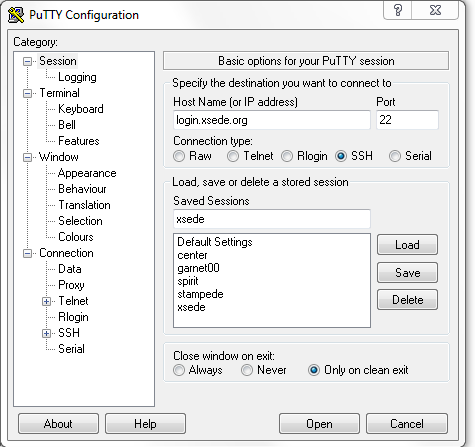 PuTTY Configuration
Category:
Session
Logging
Terminal
Keyboard
Bell
Features
Window
Appearance
Behaviour
Translation
Selection
Colours
Connection
Data
Proxy
Telnet
Rlogin
SSH
Serial
Basic options for your PuTTY session
Specify the destination you want to connect to
Host Name (or IP address) Port
login.xsede.org 22
Connection type:
Raw Telnet Rlogin SSH Serial
Load, save or delete a stored session
Saved Sessions
xsede
Default Settings
center
garnet00
spirit
stampede
xsede
Load
Save
Delete
Close window on exit:
Always Never Only on clean exit
About Help Open Cancel